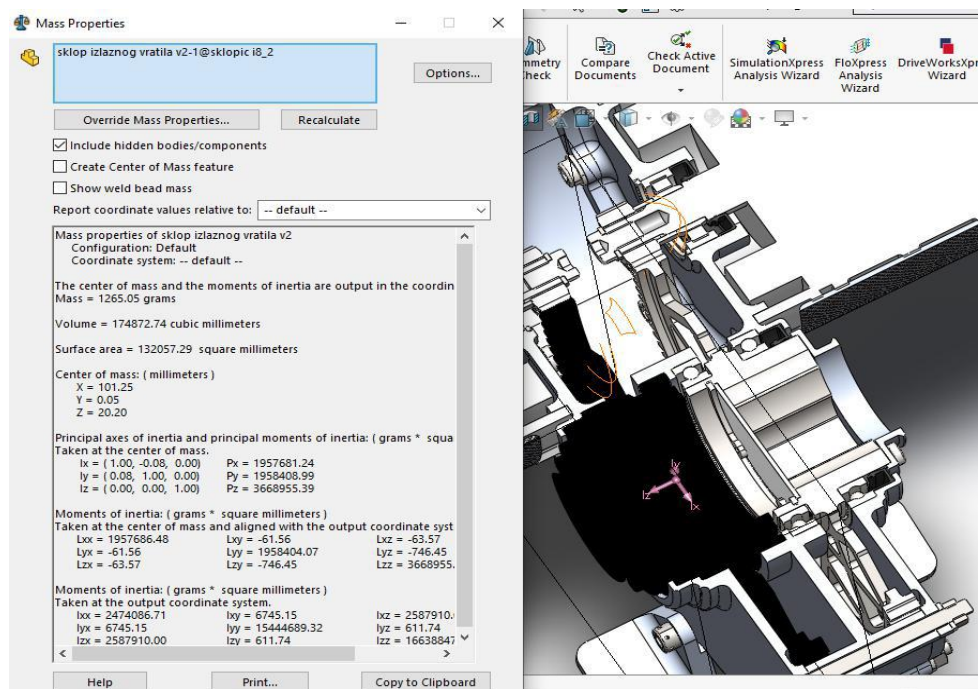 Mass Properties
sklop izlaznog vratila v2-1@sklopic i8_2
Options...
Override Mass Properties...
Recalculate
Include hidden bodies/components
Create Center of Mass feature
Show weld bead mass
Report coordinate values relative to:
-- default --
Mass properties of sklop izlaznog vratila v2
Configuration: Default
Coordinate system: -- default --
The center of mass and the moments of inertia are output in the coordin
Mass = 1265.05 grams
Volume = 174872.74 cubic millimeters
Surface area = 132057.29 square millimeters
Center of mass: ( millimeters )
X = 101.25
Y = 0.05
Z = 20.20
Principal axes of inertia and principal moments of inertia: ( grams * squa
Taken at the center of mass.
Ix = ( 1.00, -0.08, 0.00) Px = 1957681.24
Iy = ( 0.08, 1.00, 0.00) Py = 1958408.99
Iz = ( 0.00, 0.00, 1.00) Pz = 3668955.39
Moments of inertia: ( grams * square millimeters )
Taken at the center of mass and aligned with the output coordinate syst
Lxx = 1957686.48 Lxy = -61.56 Lxz = -63.57
Lyx = -61.56 Lyy = 1958404.07 Lyz = -746.45
Lzx = -63.57 Lzy = -746.45 Lzz = 3668955.
Moments of inertia: ( grams * square millimeters )
Taken at the output coordinate system.
Ixx = 2474086.71 Ixy = 6745.15 Ixz = 2587910.
Iyx = 6745.15 Iyy = 15444689.32 Iyz = 611.74
Izx = 2587910.00 Izy = 611.74 Izz = 16638847
Help
Print...
Copy to Clipboard
mmetry
Check
Compare
Documents
Check Active
Document
SimulationXpress
Analysis Wizard
FloXpress
Analysis
Wizard
DriveWorksXpr
Wizard
Iy
Iz
Ix